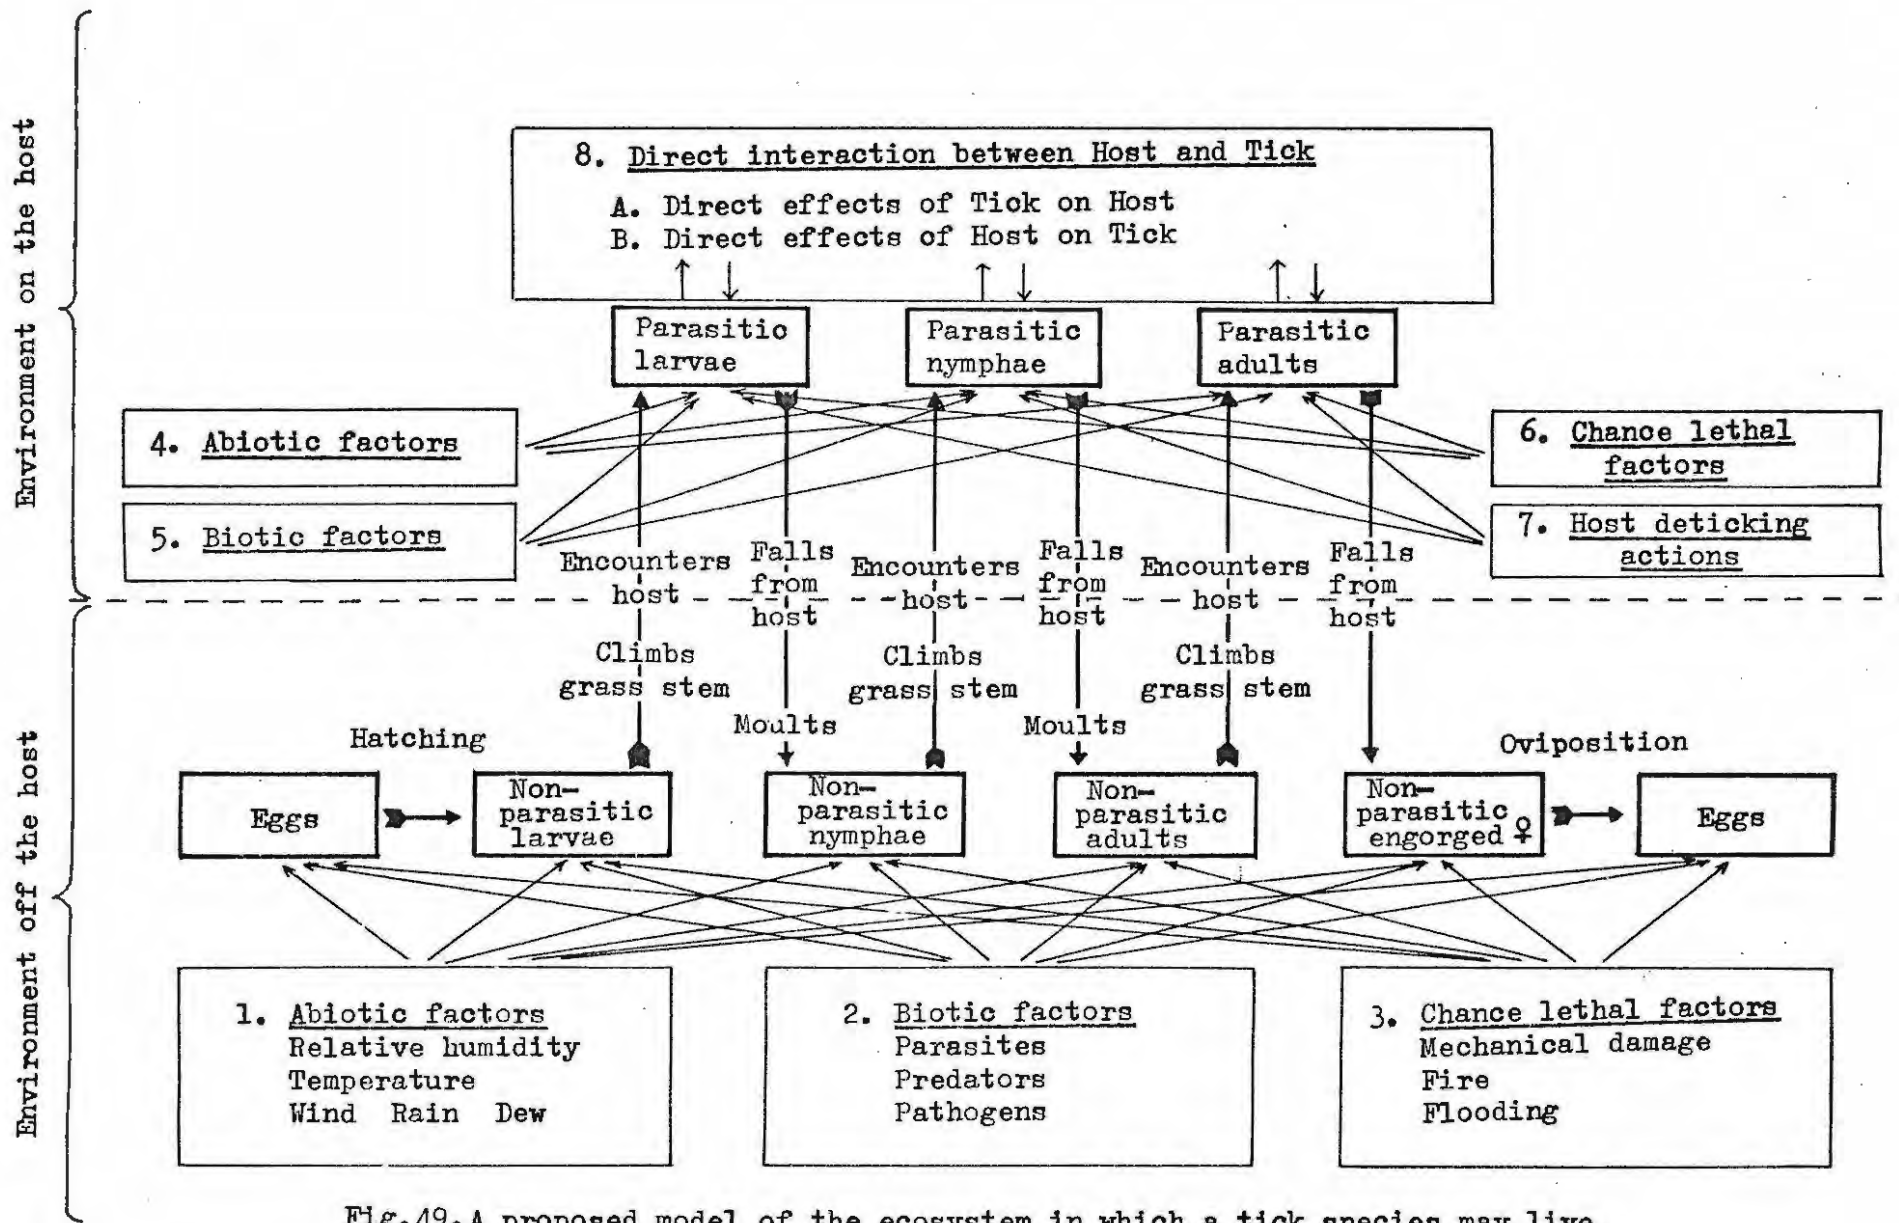 Environment on the host
8. Direct interaction between Host and Tick
A. Direct effects of Tick on Host
B. Direct effects of Host on Tick
Parasitic
larvae
Parasitic
nymphae
Parasitic
adults
4. Abiotic factors
5. Biotic factors
6. Chance lethal
factors
7. Host deticking
actions
Encounters
host
Falls
from
host
Encounters
host
Falls
from
host
Encounters
host
Falls
from
host
Environment off the host
Climbs
grass stem
Moults
Climbs
grass stem
Moults
Climbs
grass stem
Hatching
Oviposition
Eggs
Non-
parasitic
larvae
Non-
parasitic
nymphae
Non-
parasitic
adults
Non-
parasitic
engorged ♀
Eggs
1. Abiotic factors
Relative humidity
Temperature
Wind Rain Dew
2. Biotic factors
Parasites
Predators
Pathogens
3. Chance lethal factors
Mechanical damage
Fire
Flooding
Fig.49. A proposed model of the ecosystem in which a tick species may live